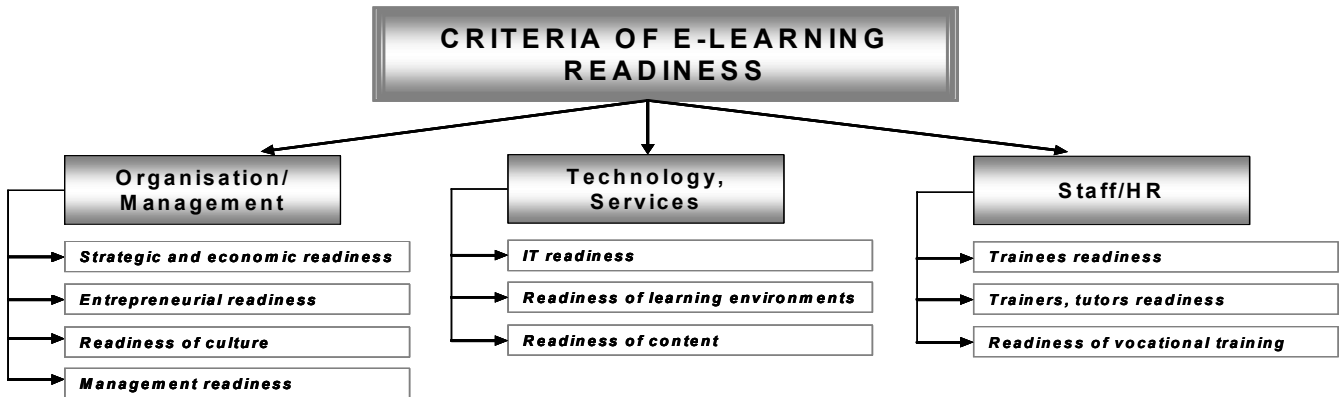 CRITERIA OF E-LEARNING
READINESS
Organisation/
Management
Strategic and economic readiness
Entrepreneurial readiness
Readiness of culture
Management readiness
Technology,
Services
IT readiness
Readiness of learning environments
Readiness of content
Staff/HR
Trainees readiness
Trainers, tutors readiness
Readiness of vocational training